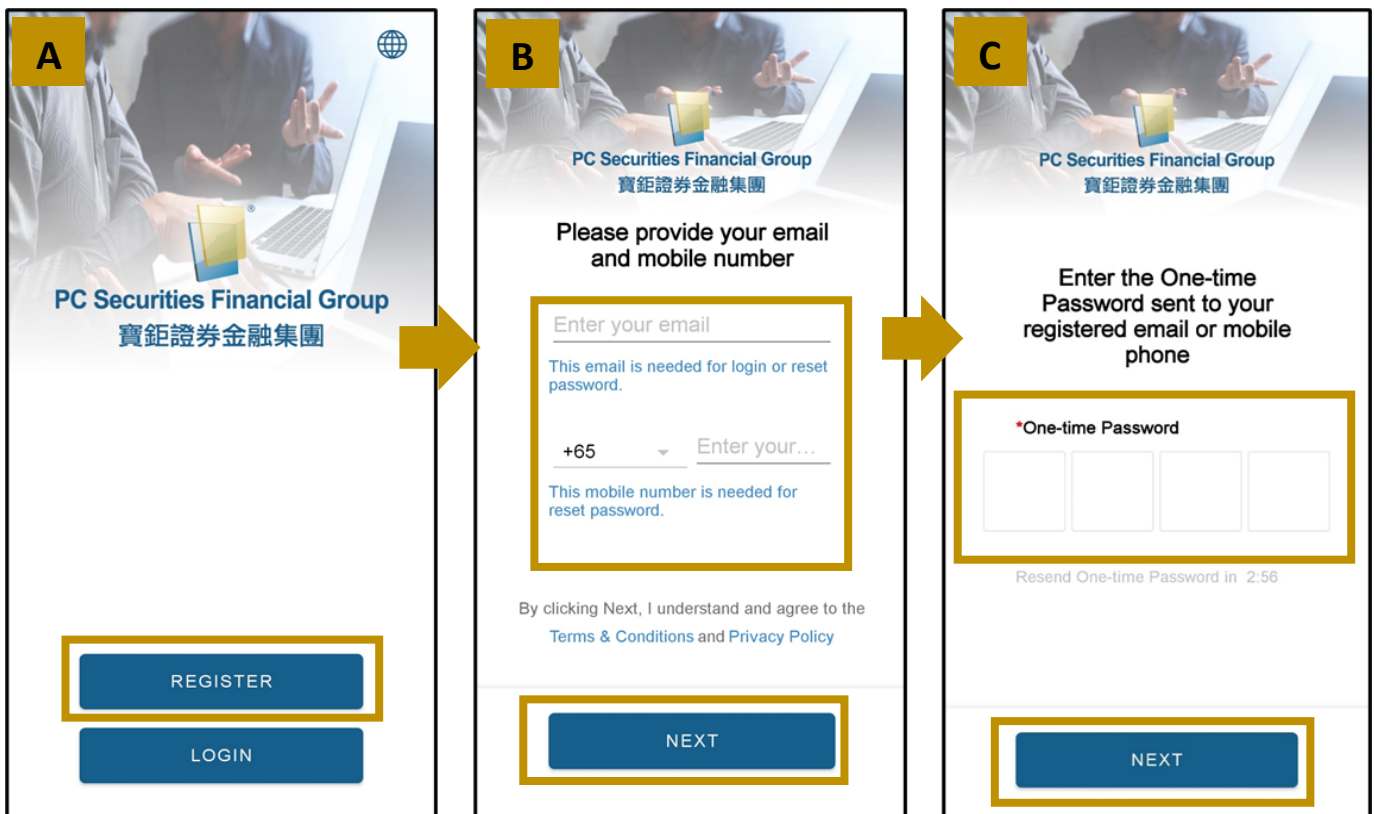 A
PC Securities Financial Group
®
寶鉅證券金融集團
REGISTER
LOGIN
B
PC Securities Financial Group
寶鉅證券金融集團
Please provide your email
and mobile number
Enter your email
This email is needed for login or reset
password.
+65 Enter your...
This mobile number is needed for
reset password.
By clicking Next, I understand and agree to the
Terms & Conditions and Privacy Policy
NEXT
C
PC Securities Financial Group
寶鉅證券金融集團
Enter the One-time
Password sent to your
registered email or mobile
phone
*One-time Password
Resend One-time Password in 2:56
NEXT